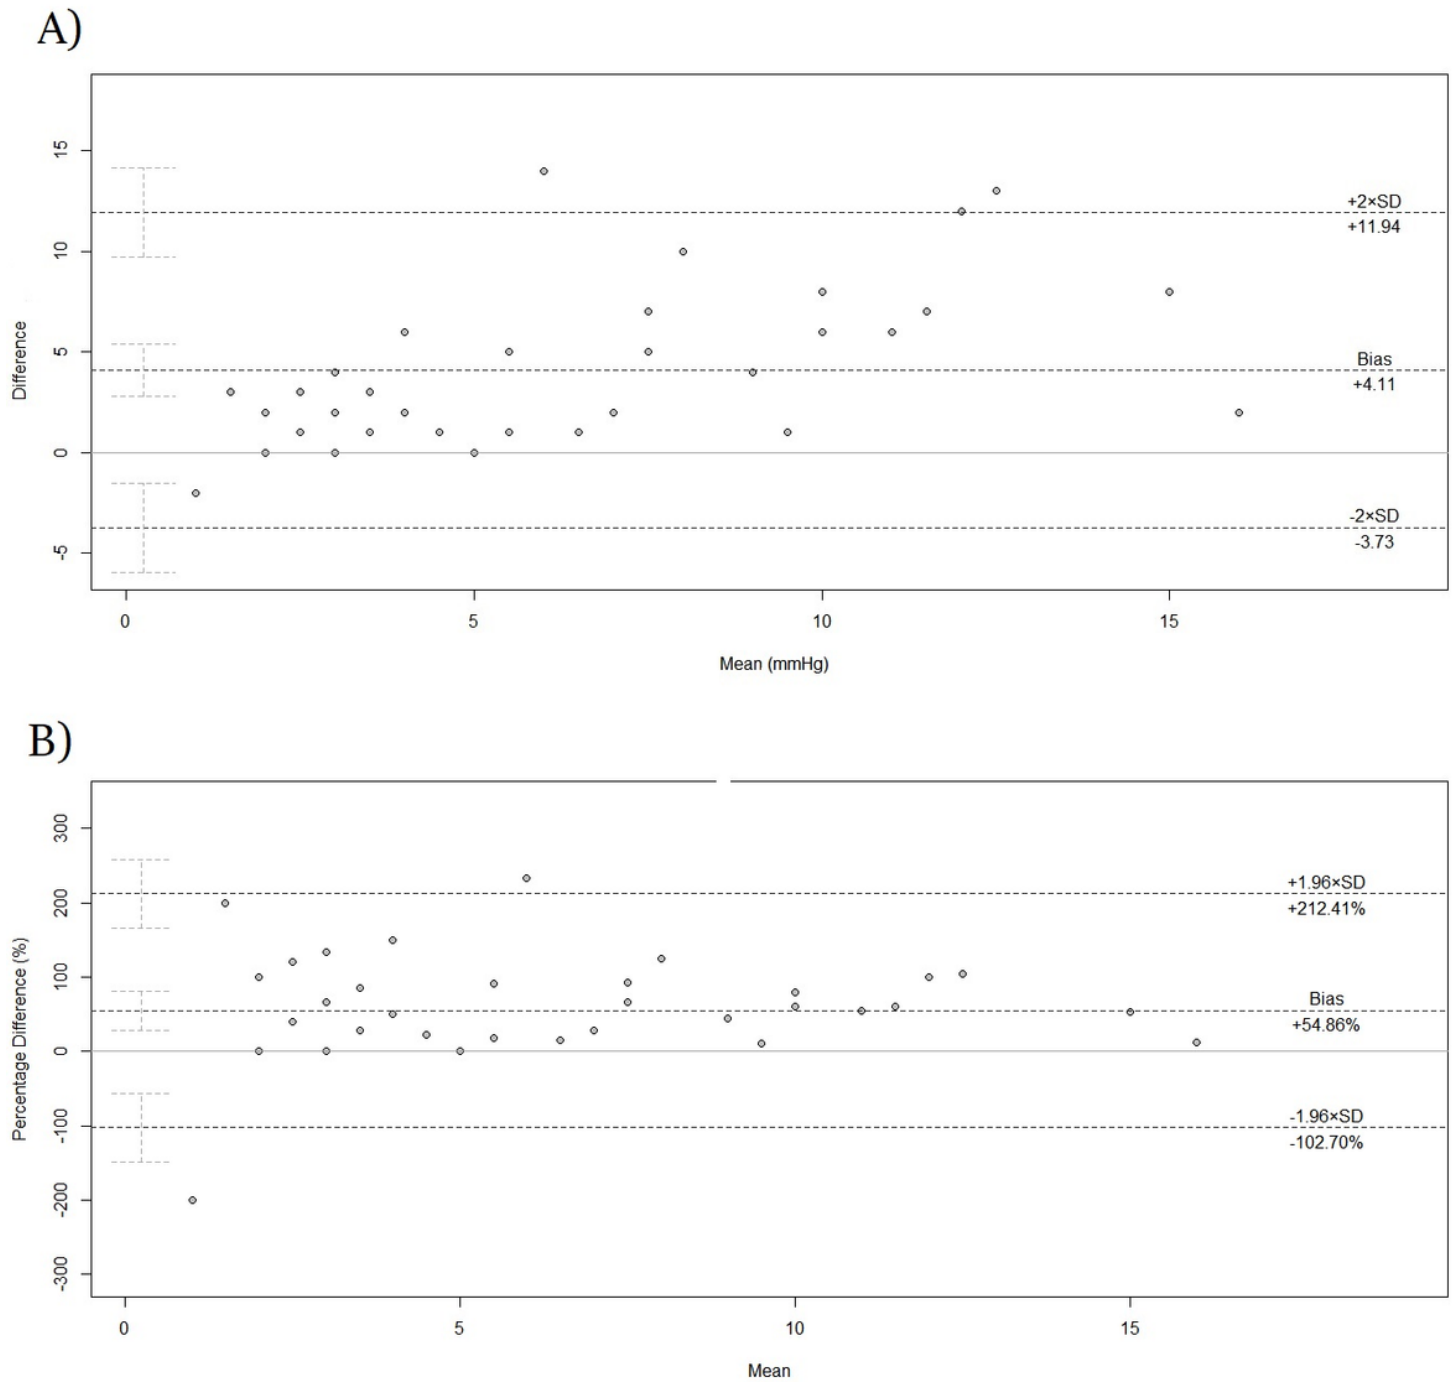 A)
15
10
5
0
-5
Difference
+2×SD
+11.94
Bias
+4.11
-2×SD
-3.73
0 5 10 15
Mean (mmHg)
B)
300
200
100
0
-100
-200
-300
Percentage Difference (%)
+1.96×SD
+212.41%
Bias
+54.86%
-1.96×SD
-102.70%
0 5 10 15
Mean